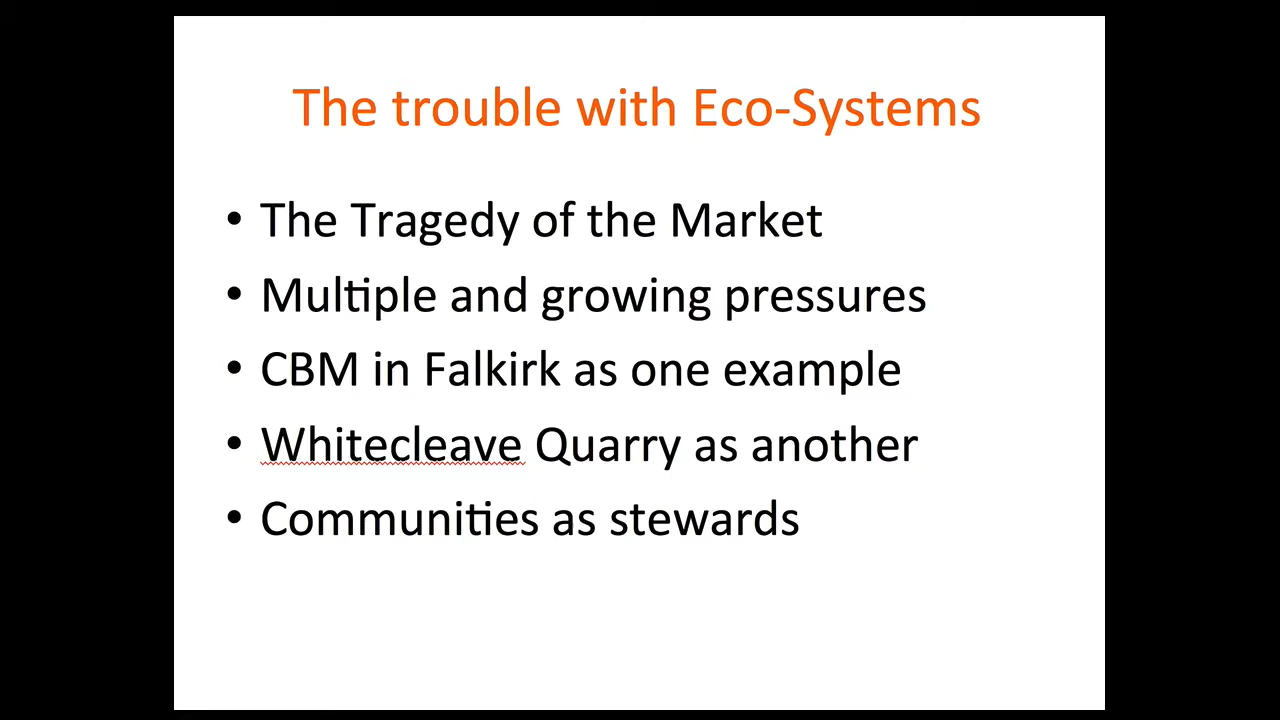 The trouble with Eco-Systems
• The Tragedy of the Market
• Multiple and growing pressures
• CBM in Falkirk as one example
• Whitecleave Quarry as another
• Communities as stewards